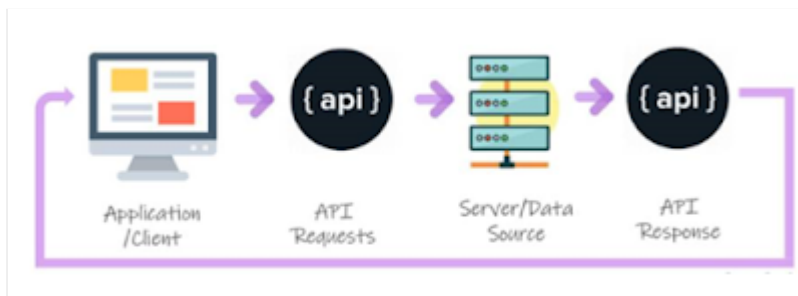 { api }
{ api }
Application
/Client
API
Requests
Server/Data
Source
API
Response